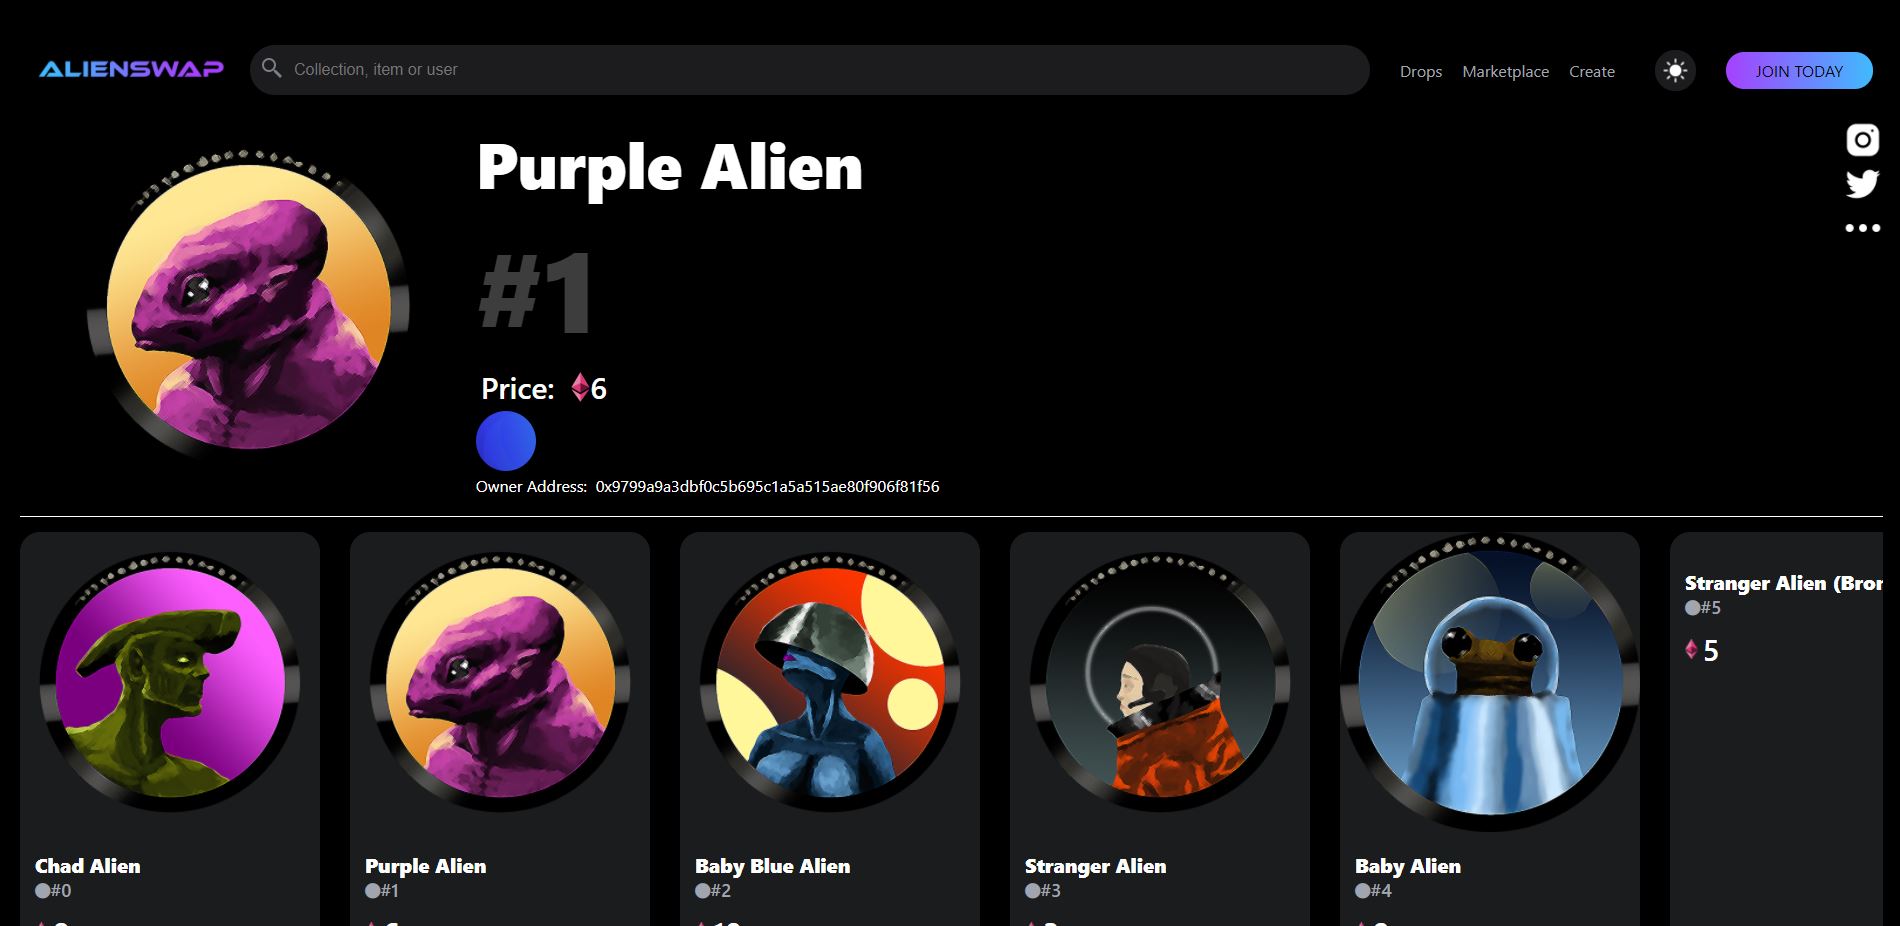 ALIENSWAP
Collection, item or user
Drops Marketplace Create
JOIN TODAY
Purple Alien
#1
Price: 6
Owner Address: 0x9799a9a3dbf0c5b695c1a5a515ae80f906f81f56
Chad Alien
#0
Purple Alien
#1
Baby Blue Alien
#2
Stranger Alien
#3
Baby Alien
#4
Stranger Alien (Bror
#5
5